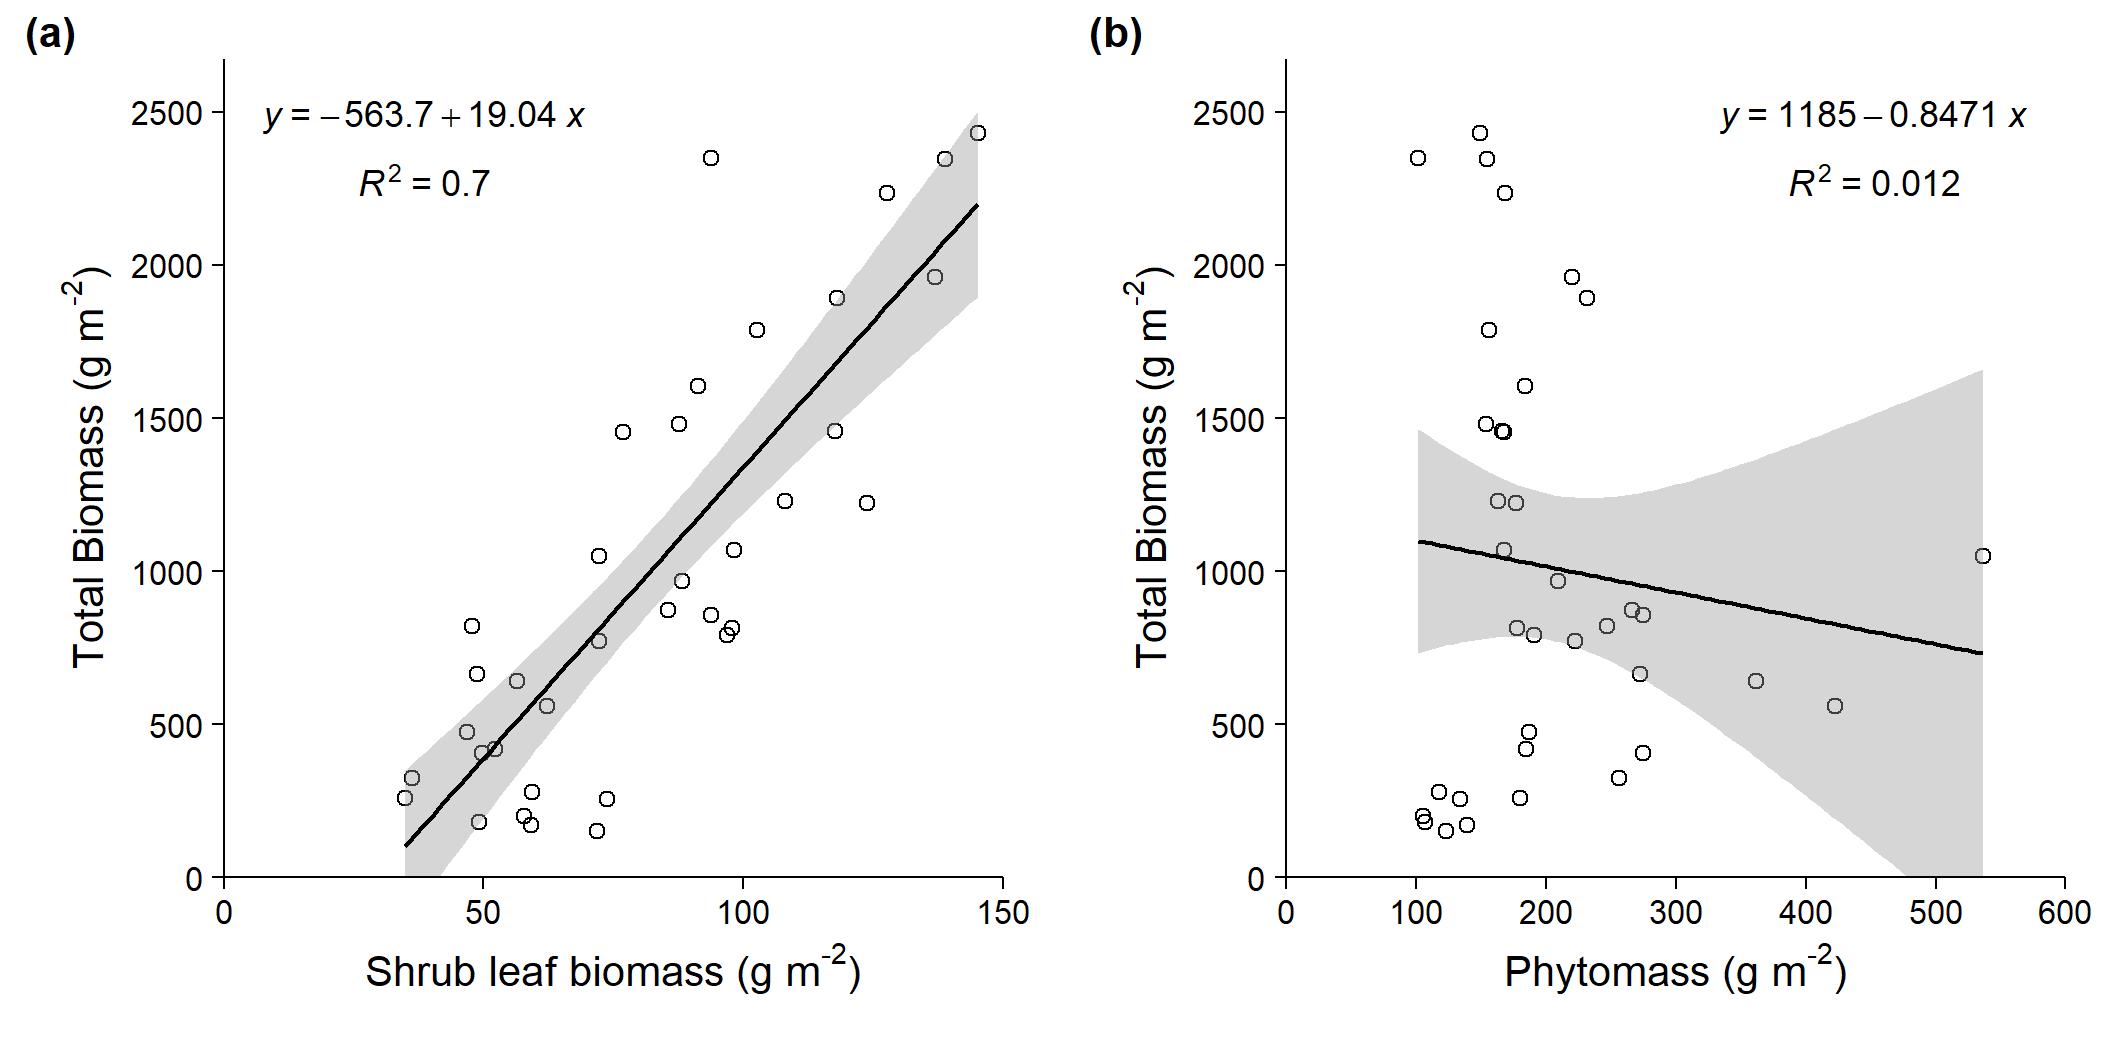 (a)
y = −563.7 + 19.04 x
R² = 0.7
2500
2000
1500
1000
500
0
0 50 100 150
Total Biomass (g m⁻²)
Shrub leaf biomass (g m⁻²)
(b)
y = 1185 − 0.8471 x
R² = 0.012
2500
2000
1500
1000
500
0
0 100 200 300 400 500 600
Total Biomass (g m⁻²)
Phytomass (g m⁻²)